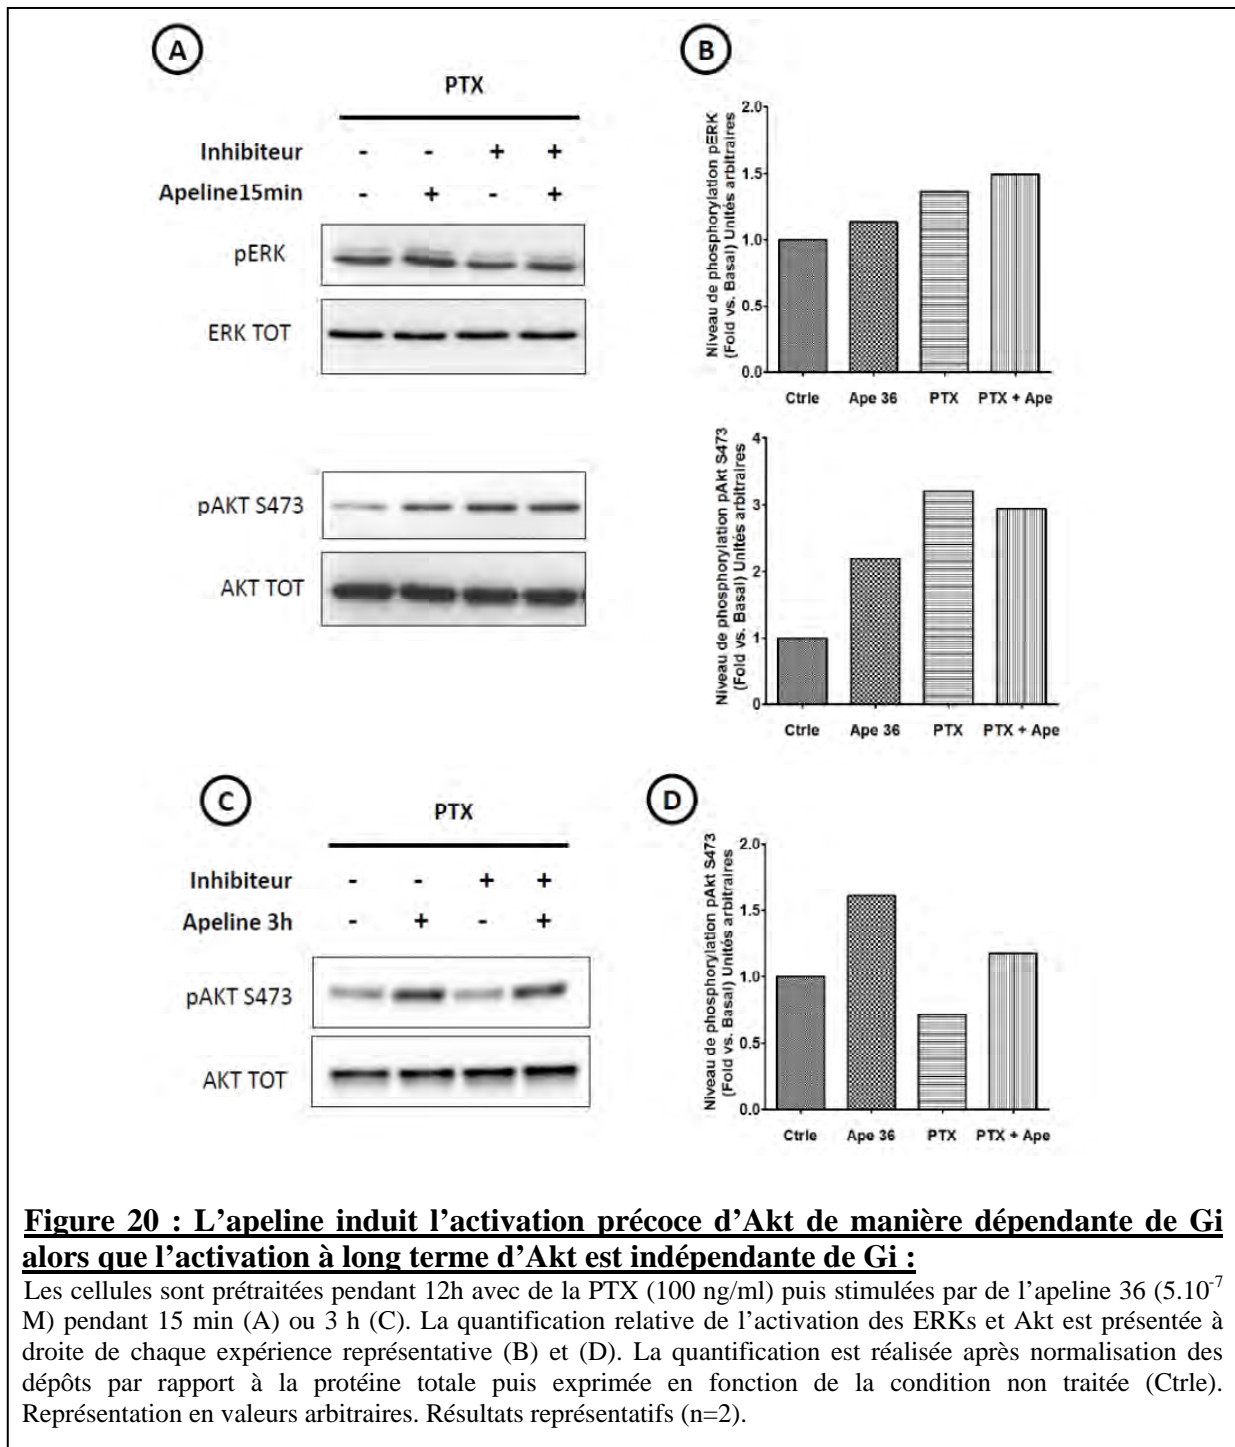 A
PTX
Inhibiteur - - + +
Apeline15min - + - +
pERK
ERK TOT
pAKT S473
AKT TOT
B
Niveau de phosphorylation pERK
(Fold vs. Basal) Unités arbitraires
2.0
1.5
1.0
0.5
0.0
Ctrle Ape 36 PTX PTX + Ape
Niveau de phosphorylation pAkt S473
(Fold vs. Basal) Unités arbitraires
4
3
2
1
0
Ctrle Ape 36 PTX PTX + Ape
C
PTX
Inhibiteur - - + +
Apeline 3h - + - +
pAKT S473
AKT TOT
D
Niveau de phosphorylation pAkt S473
(Fold vs. Basal) Unités arbitraires
2.0
1.5
1.0
0.5
0.0
Ctrle Ape 36 PTX PTX + Ape
Figure 20 : L'apeline induit l'activation précoce d'Akt de manière dépendante de Gi
alors que l'activation à long terme d'Akt est indépendante de Gi :
Les cellules sont prétraitées pendant 12h avec de la PTX (100 ng/ml) puis stimulées par de l'apeline 36 (5.10⁻⁷
M) pendant 15 min (A) ou 3 h (C). La quantification relative de l'activation des ERKs et Akt est présentée à
droite de chaque expérience représentative (B) et (D). La quantification est réalisée après normalisation des
dépôts par rapport à la protéine totale puis exprimée en fonction de la condition non traitée (Ctrle).
Représentation en valeurs arbitraires. Résultats représentatifs (n=2).